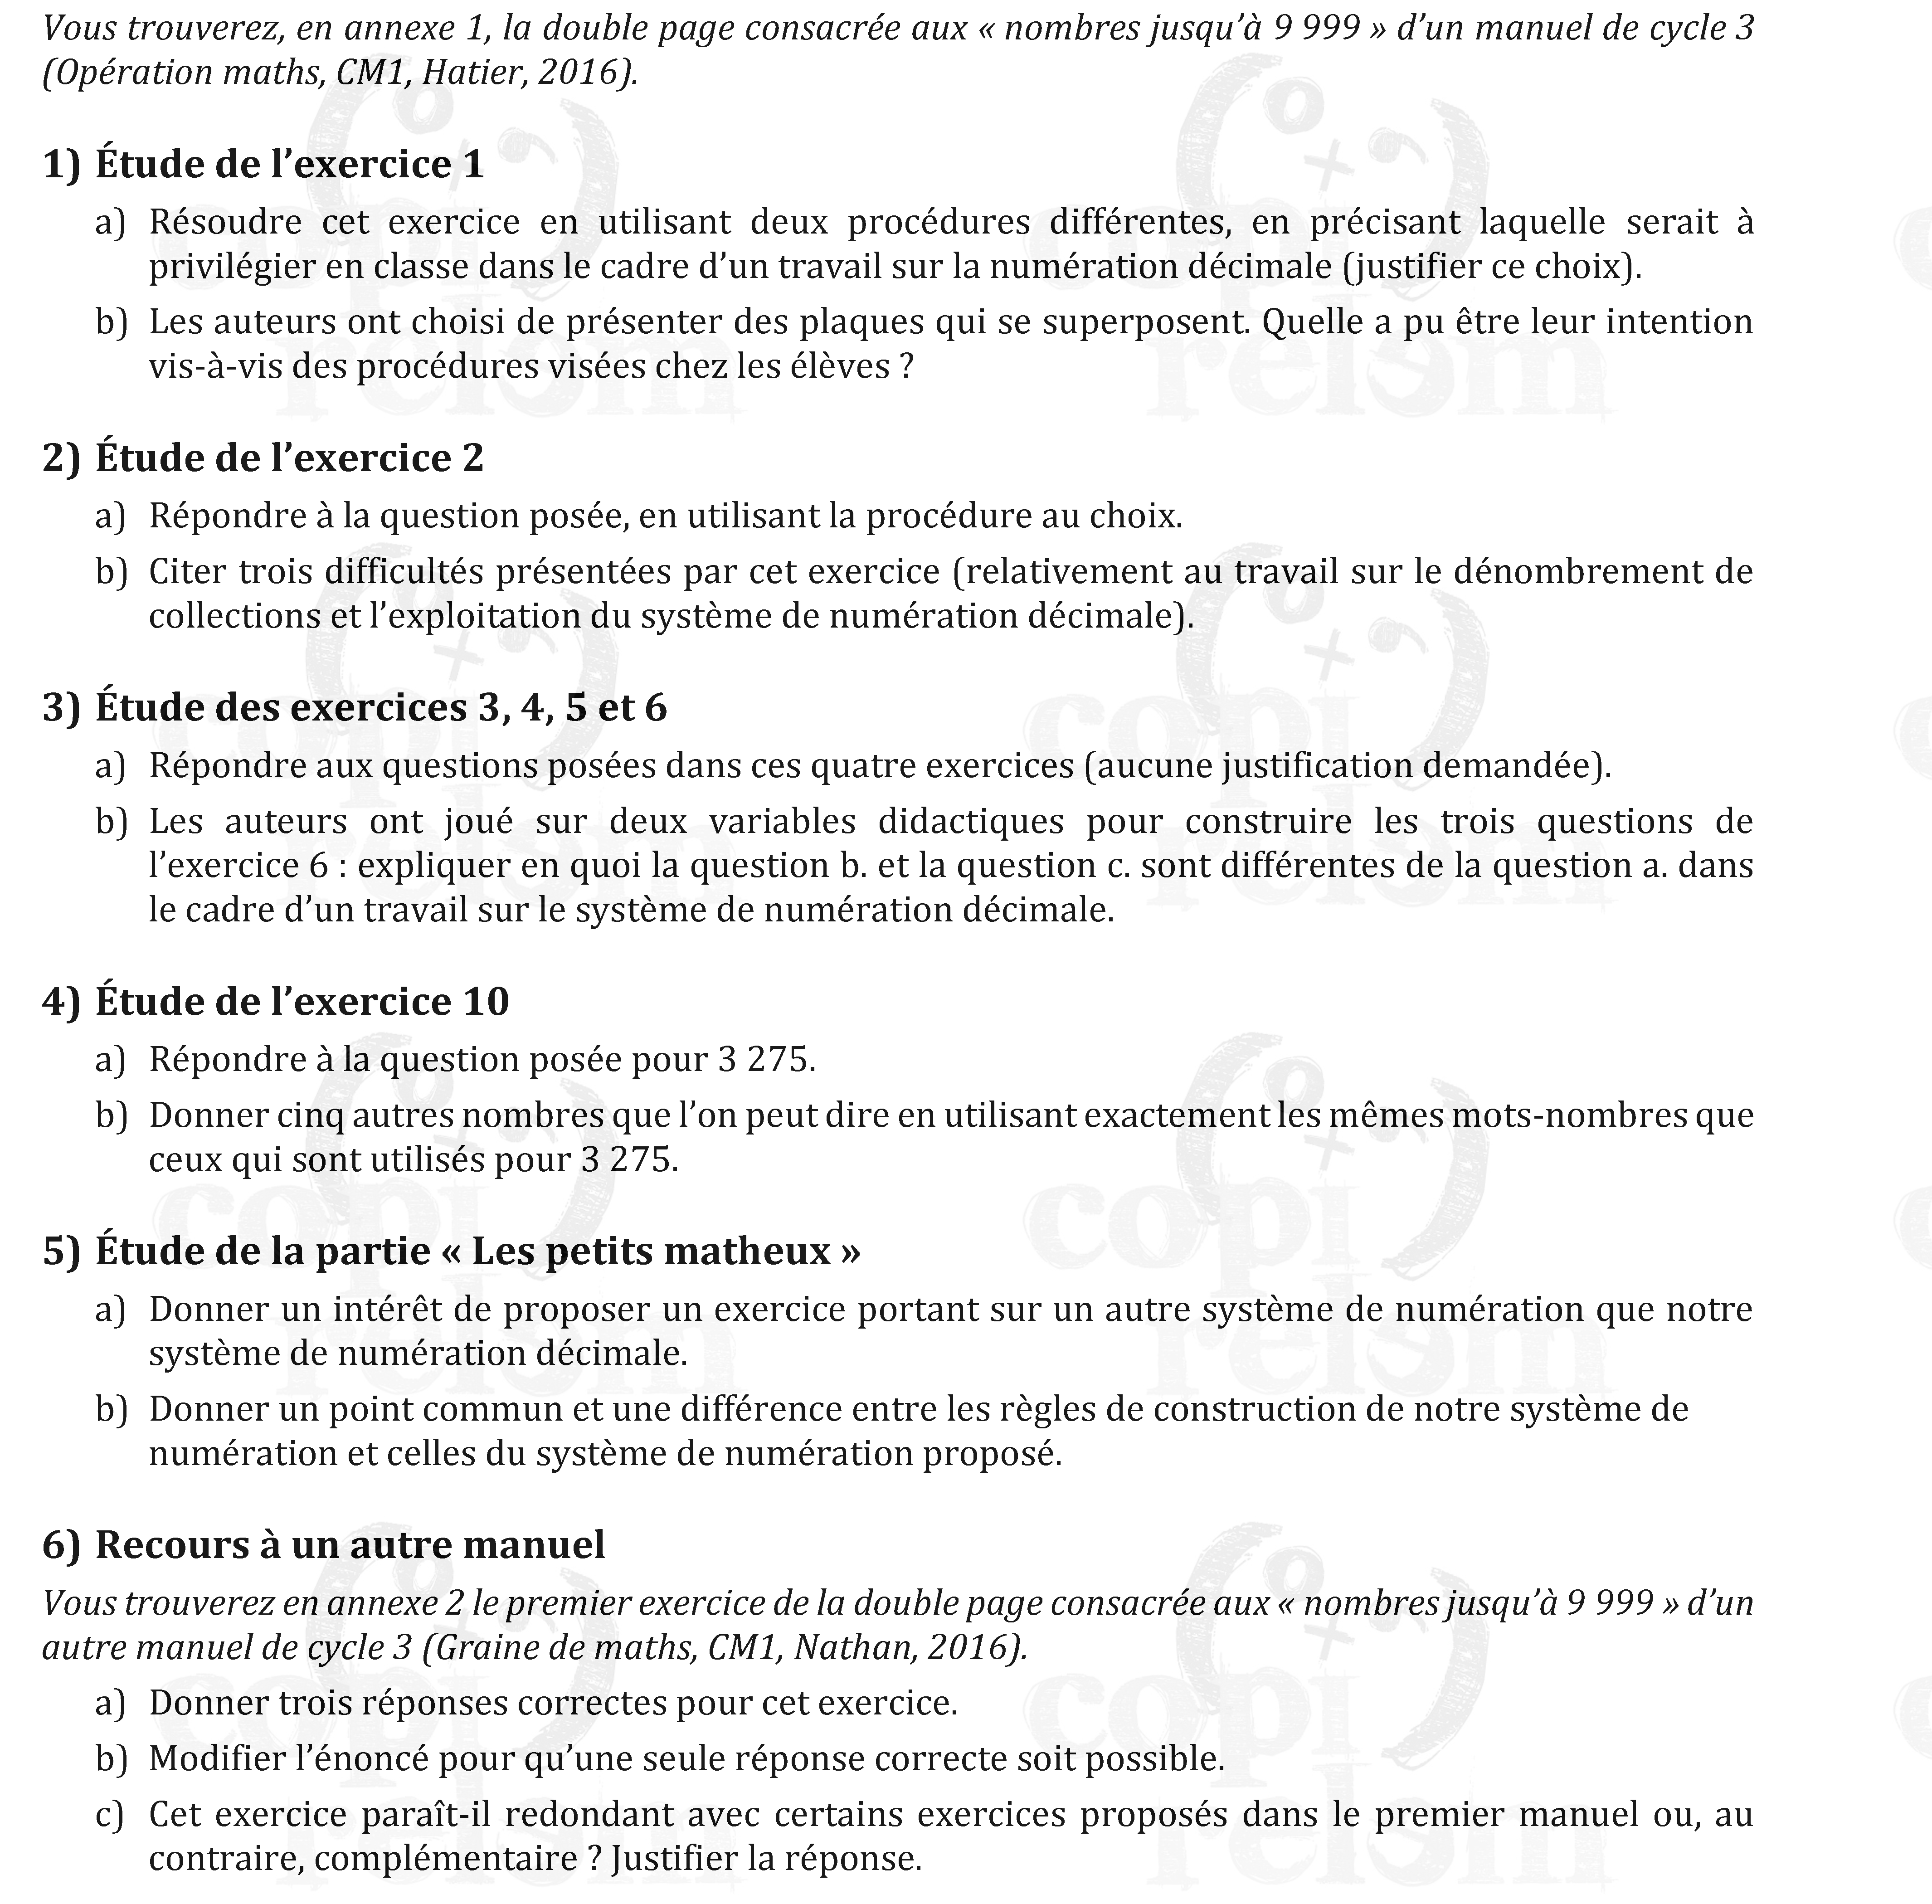 Vous trouverez, en annexe 1, la double page consacrée aux « nombres jusqu’à 9 999 » d’un manuel de cycle 3
(Opération maths, CM1, Hatier, 2016).
1) Étude de l’exercice 1
a) Résoudre cet exercice en utilisant deux procédures différentes, en précisant laquelle serait à
privilégier en classe dans le cadre d’un travail sur la numération décimale (justifier ce choix).
b) Les auteurs ont choisi de présenter des plaques qui se superposent. Quelle a pu être leur intention
vis-à-vis des procédures visées chez les élèves ?
2) Étude de l’exercice 2
a) Répondre à la question posée, en utilisant la procédure au choix.
b) Citer trois difficultés présentées par cet exercice (relativement au travail sur le dénombrement de
collections et l’exploitation du système de numération décimale).
3) Étude des exercices 3, 4, 5 et 6
a) Répondre aux questions posées dans ces quatre exercices (aucune justification demandée).
b) Les auteurs ont joué sur deux variables didactiques pour construire les trois questions de
l’exercice 6 : expliquer en quoi la question b. et la question c. sont différentes de la question a. dans
le cadre d’un travail sur le système de numération décimale.
4) Étude de l’exercice 10
a) Répondre à la question posée pour 3 275.
b) Donner cinq autres nombres que l’on peut dire en utilisant exactement les mêmes mots-nombres que
ceux qui sont utilisés pour 3 275.
5) Étude de la partie « Les petits matheux »
a) Donner un intérêt de proposer un exercice portant sur un autre système de numération que notre
système de numération décimale.
b) Donner un point commun et une différence entre les règles de construction de notre système de
numération et celles du système de numération proposé.
6) Recours à un autre manuel
Vous trouverez en annexe 2 le premier exercice de la double page consacrée aux « nombres jusqu’à 9 999 » d’un
autre manuel de cycle 3 (Graine de maths, CM1, Nathan, 2016).
a) Donner trois réponses correctes pour cet exercice.
b) Modifier l’énoncé pour qu’une seule réponse correcte soit possible.
c) Cet exercice paraît-il redondant avec certains exercices proposés dans le premier manuel ou, au
contraire, complémentaire ? Justifier la réponse.